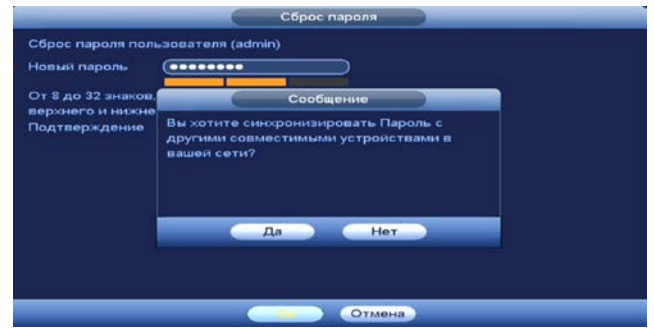 Сброс пароля
Сброс пароля пользователя (admin)
Новый пароль ●●●●●●●●
От 8 до 32 знаков,
верхнего и нижне
Подтверждение
Сообщение
Вы хотите синхронизировать Пароль с
другими совместимыми устройствами в
вашей сети?
Да Нет
Отмена